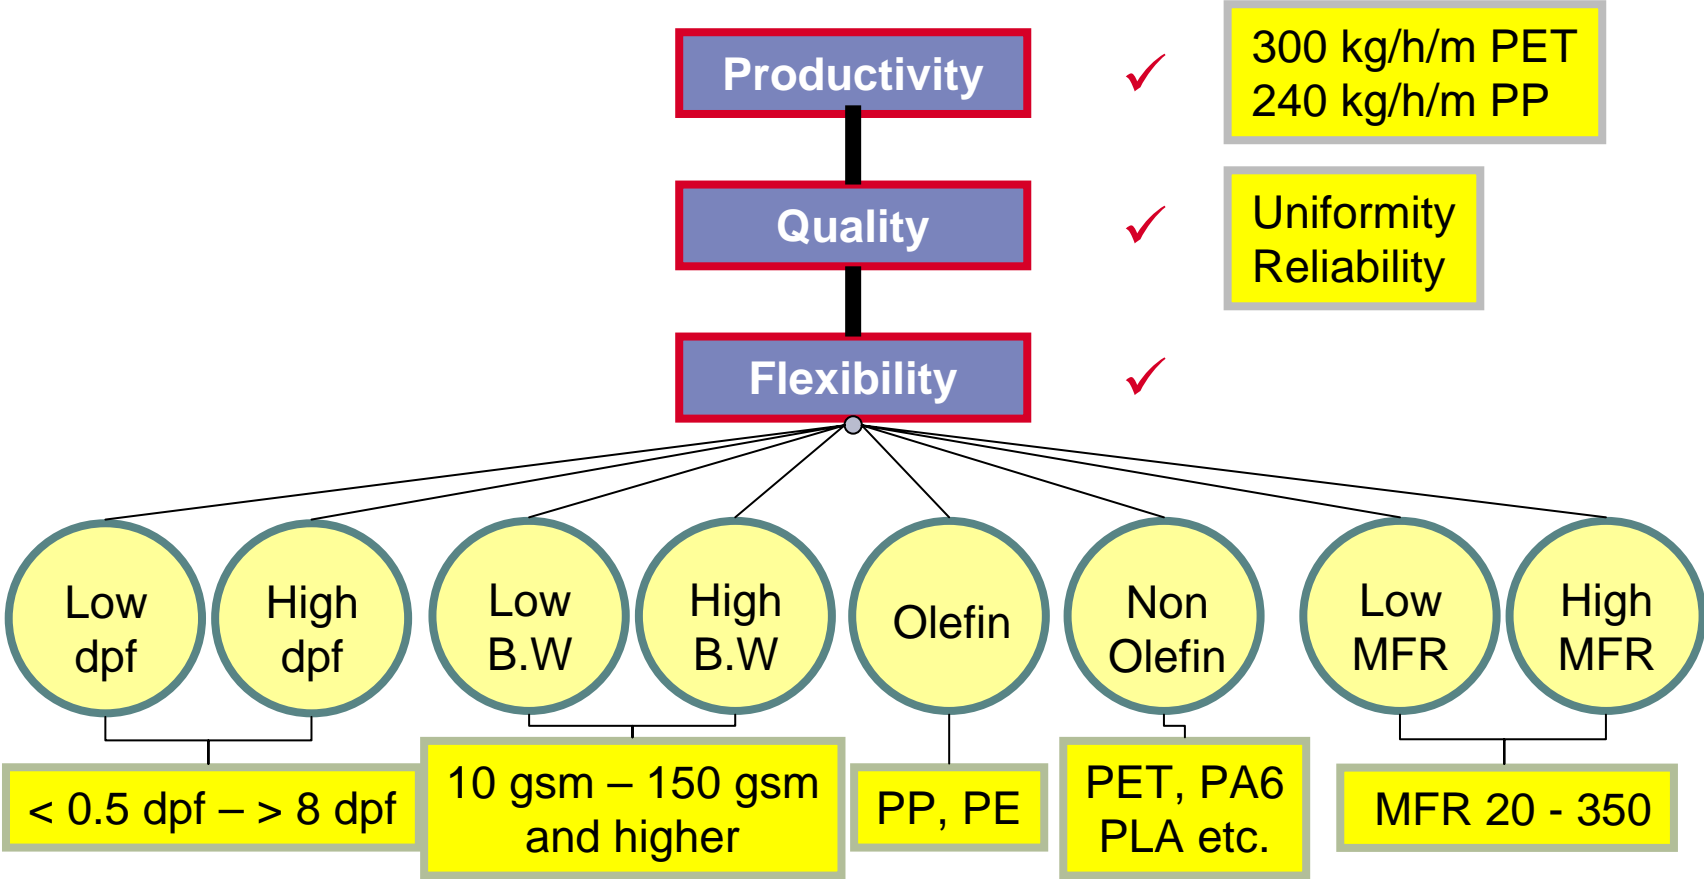 Productivity
✓
300 kg/h/m PET
240 kg/h/m PP
Quality
✓
Uniformity
Reliability
Flexibility
✓
Low
dpf
High
dpf
Low
B.W
High
B.W
Olefin
Non
Olefin
Low
MFR
High
MFR
< 0.5 dpf – > 8 dpf
10 gsm – 150 gsm
and higher
PP, PE
PET, PA6
PLA etc.
MFR 20 - 350